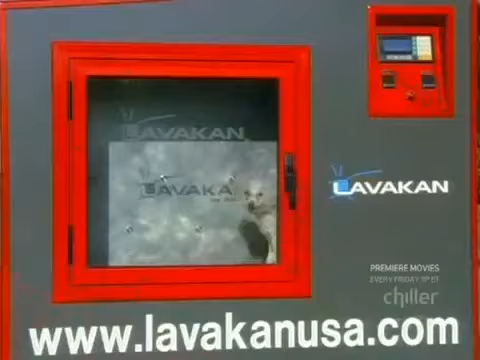 LAVAKAN
LAVAKA
LAVAKAN
PREMIERE MOVIES
EVERY FRIDAY 9P ET
chiller
www.lavakanusa.com